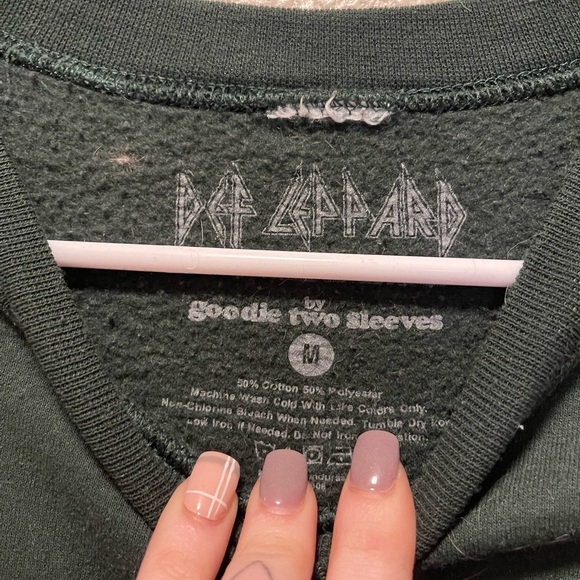 DEF LEPPARD
by
goodie two sleeves
M
50% Cotton 50% Polyester
Machine Wash Cold With Like Colors Only.
Non-Chlorine Bleach When Needed. Tumble Dry Low
Low Iron If Needed. Do Not Iron